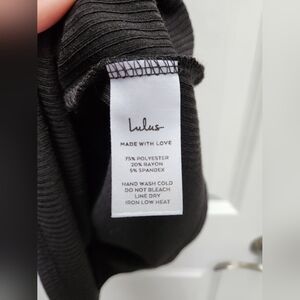 Lulus
MADE WITH LOVE
75% POLYESTER
20% RAYON
5% SPANDEX
HAND WASH COLD
DO NOT BLEACH
LINE DRY
IRON LOW HEAT